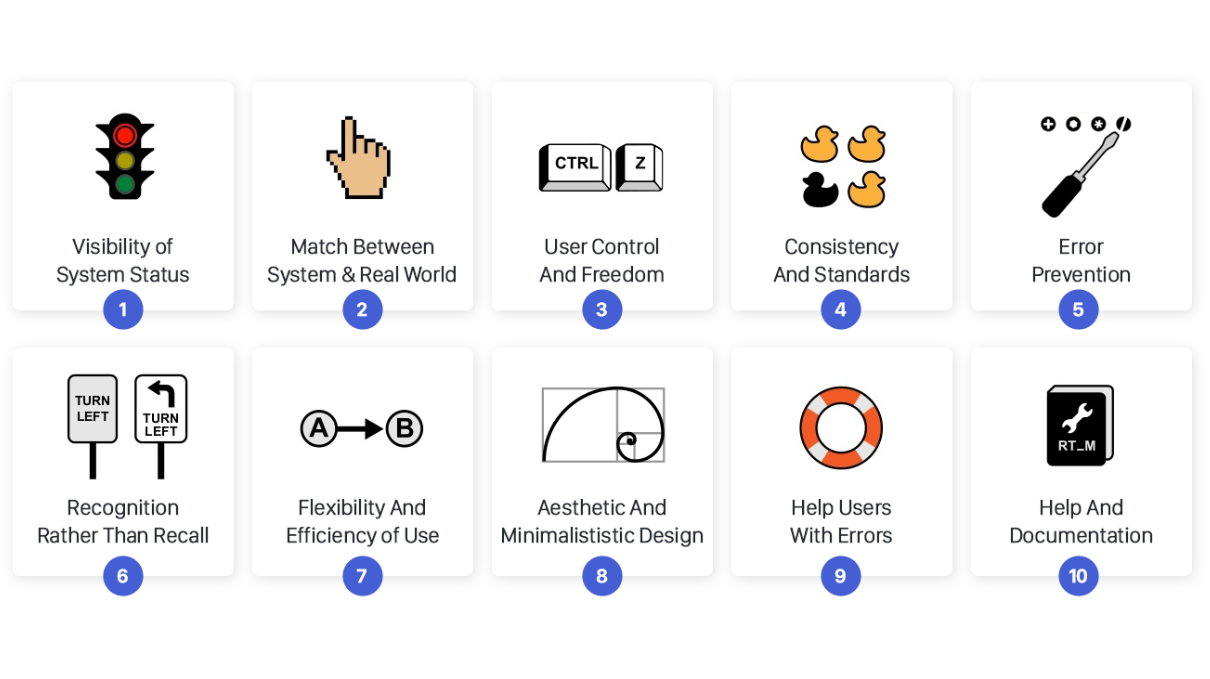 CTRL Z
Visibility of
System Status
1
Match Between
System & Real World
2
User Control
And Freedom
3
Consistency
And Standards
4
Error
Prevention
5
TURN
LEFT
TURN
LEFT
Recognition
Rather Than Recall
6
A B
Flexibility And
Efficiency of Use
7
Aesthetic And
Minimalististic Design
8
Help Users
With Errors
9
RT_M
Help And
Documentation
10